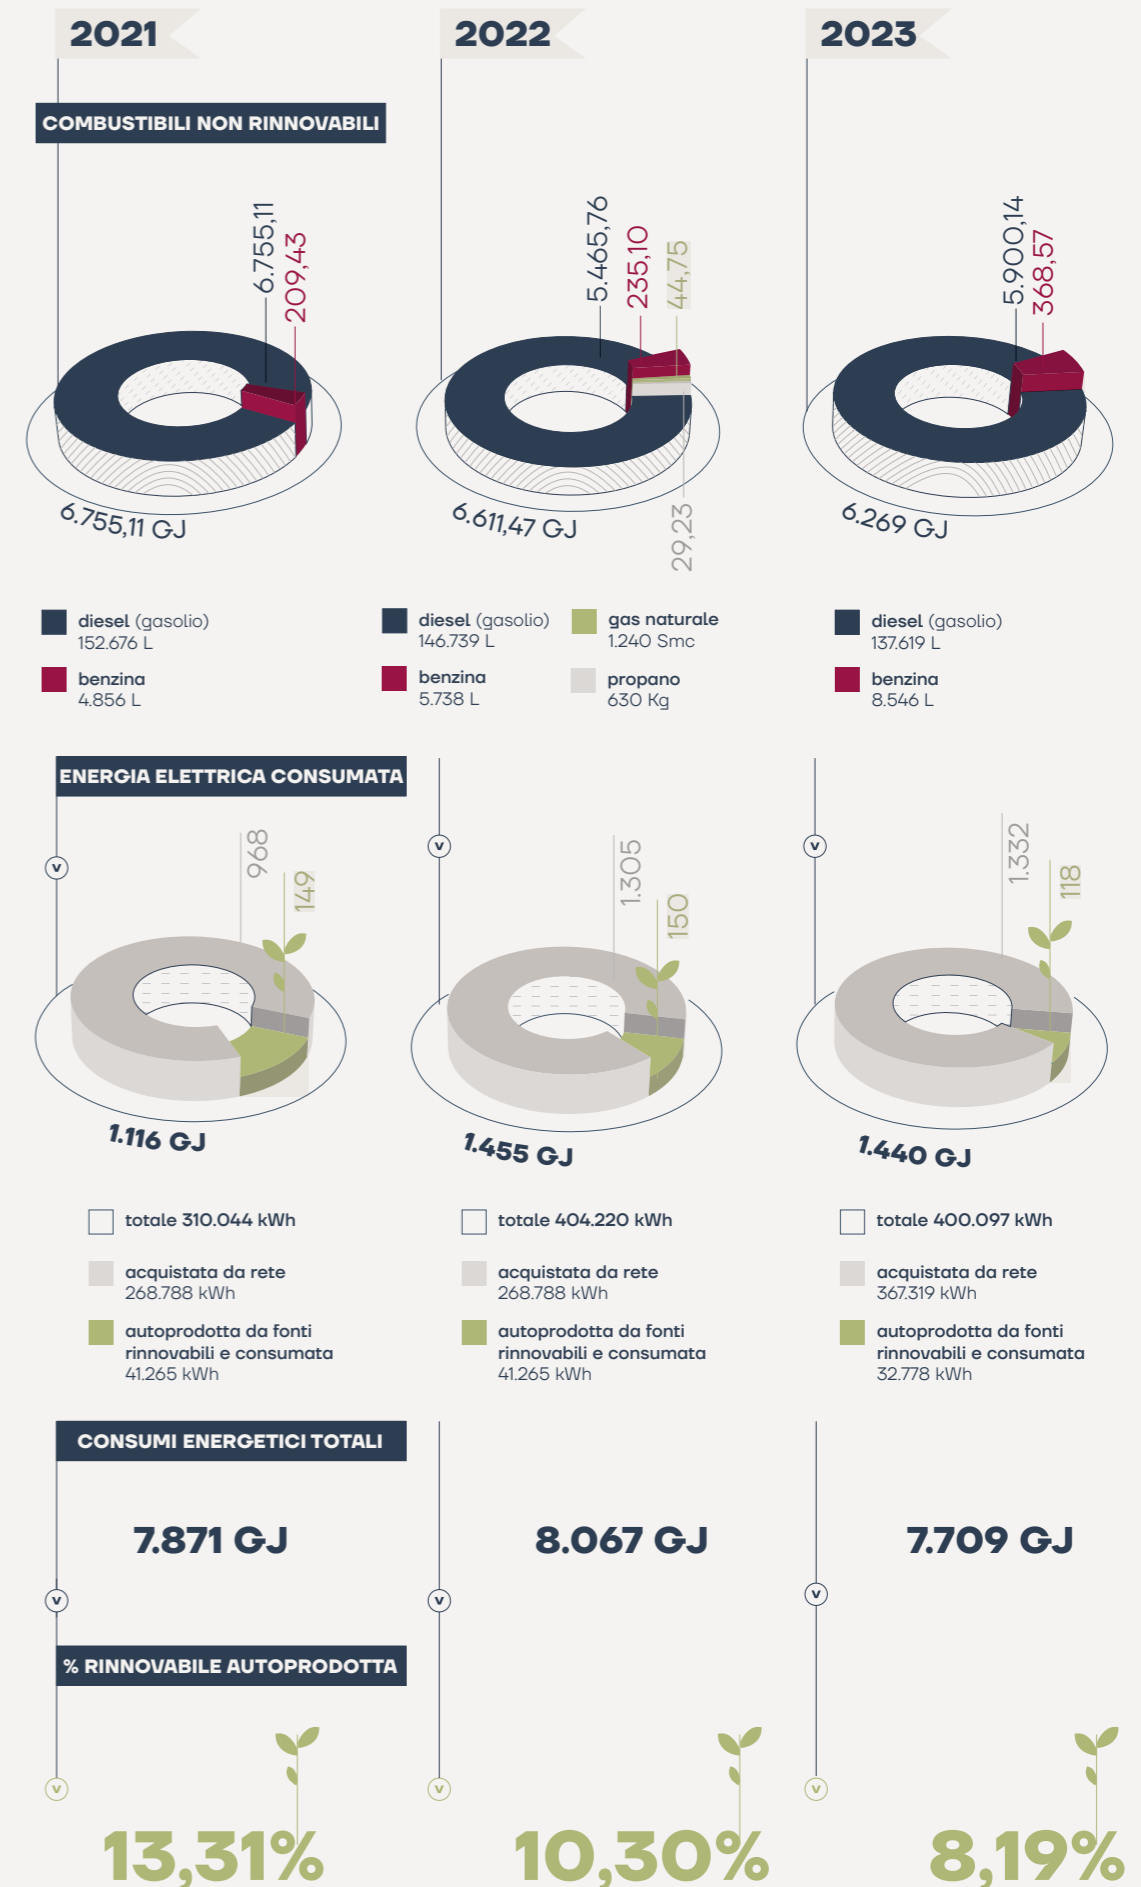 2021
2022
2023
COMBUSTIBILI NON RINNOVABILI
6.755,11
209,43
6.755,11 GJ
5.465,76
235,10
44,75
29,23
6.611,47 GJ
5.900,14
368,57
6.269 GJ
diesel (gasolio)
152.676 L
benzina
4.856 L
diesel (gasolio)
146.739 L
benzina
5.738 L
gas naturale
1.240 Smc
propano
630 Kg
diesel (gasolio)
137.619 L
benzina
8.546 L
ENERGIA ELETTRICA CONSUMATA
v
v
v
968
149
1.116 GJ
1.305
150
1.455 GJ
1.332
118
1.440 GJ
totale 310.044 kWh
acquistata da rete
268.788 kWh
autoprodotta da fonti
rinnovabili e consumata
41.265 kWh
totale 404.220 kWh
acquistata da rete
268.788 kWh
autoprodotta da fonti
rinnovabili e consumata
41.265 kWh
totale 400.097 kWh
acquistata da rete
367.319 kWh
autoprodotta da fonti
rinnovabili e consumata
32.778 kWh
CONSUMI ENERGETICI TOTALI
7.871 GJ
8.067 GJ
7.709 GJ
v
v
v
% RINNOVABILE AUTOPRODOTTA
v
v
v
13,31%
10,30%
8,19%